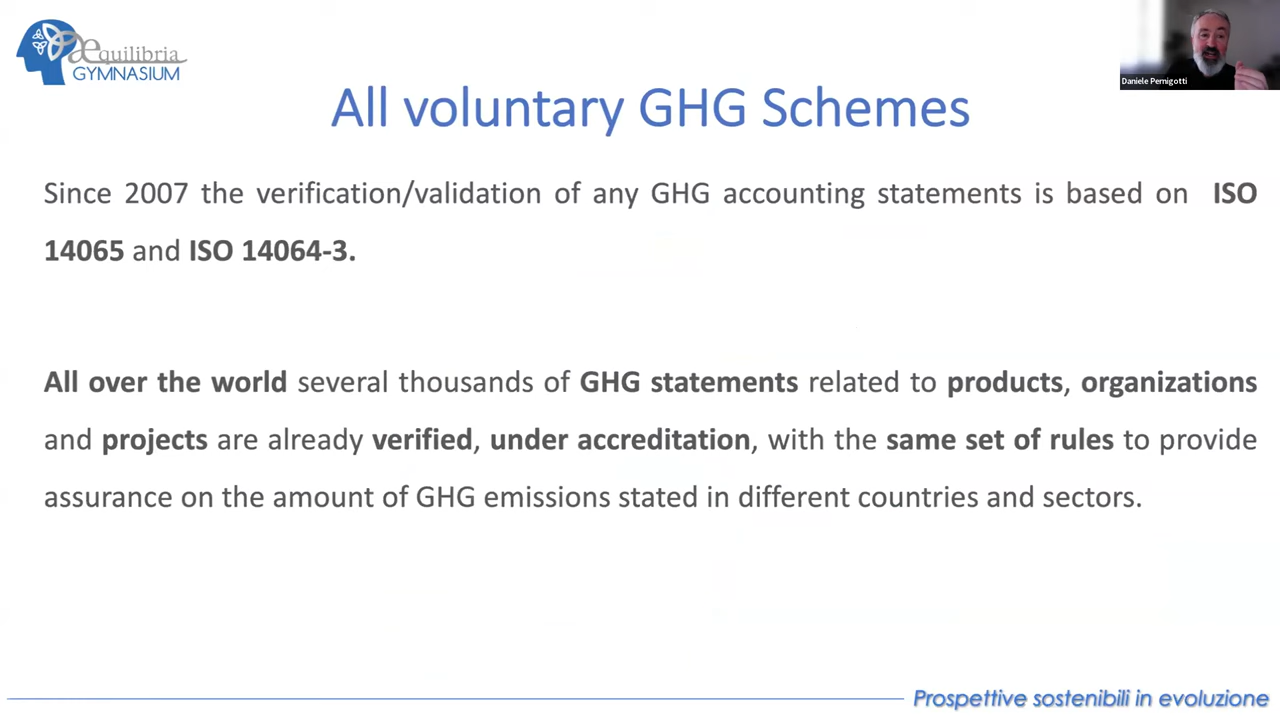 Æquilibria
GYMNASIUM
Daniele Pernigotti
All voluntary GHG Schemes
Since 2007 the verification/validation of any GHG accounting statements is based on ISO
14065 and ISO 14064-3.
All over the world several thousands of GHG statements related to products, organizations
and projects are already verified, under accreditation, with the same set of rules to provide
assurance on the amount of GHG emissions stated in different countries and sectors.
Prospettive sostenibili in evoluzione